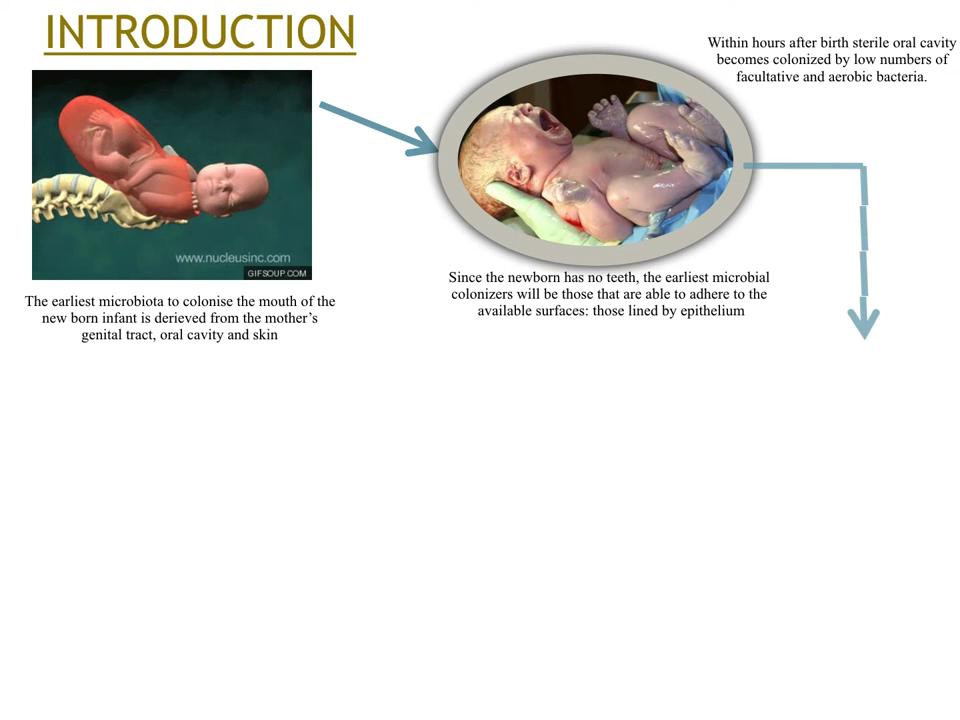 INTRODUCTION
Within hours after birth sterile oral cavity
becomes colonized by low numbers of
facultative and aerobic bacteria.
www.nucleusinc.com
GIFSOUP.COM
Since the newborn has no teeth, the earliest microbial
colonizers will be those that are able to adhere to the
available surfaces: those lined by epithelium
The earliest microbiota to colonise the mouth of the
new born infant is derieved from the mother’s
genital tract, oral cavity and skin